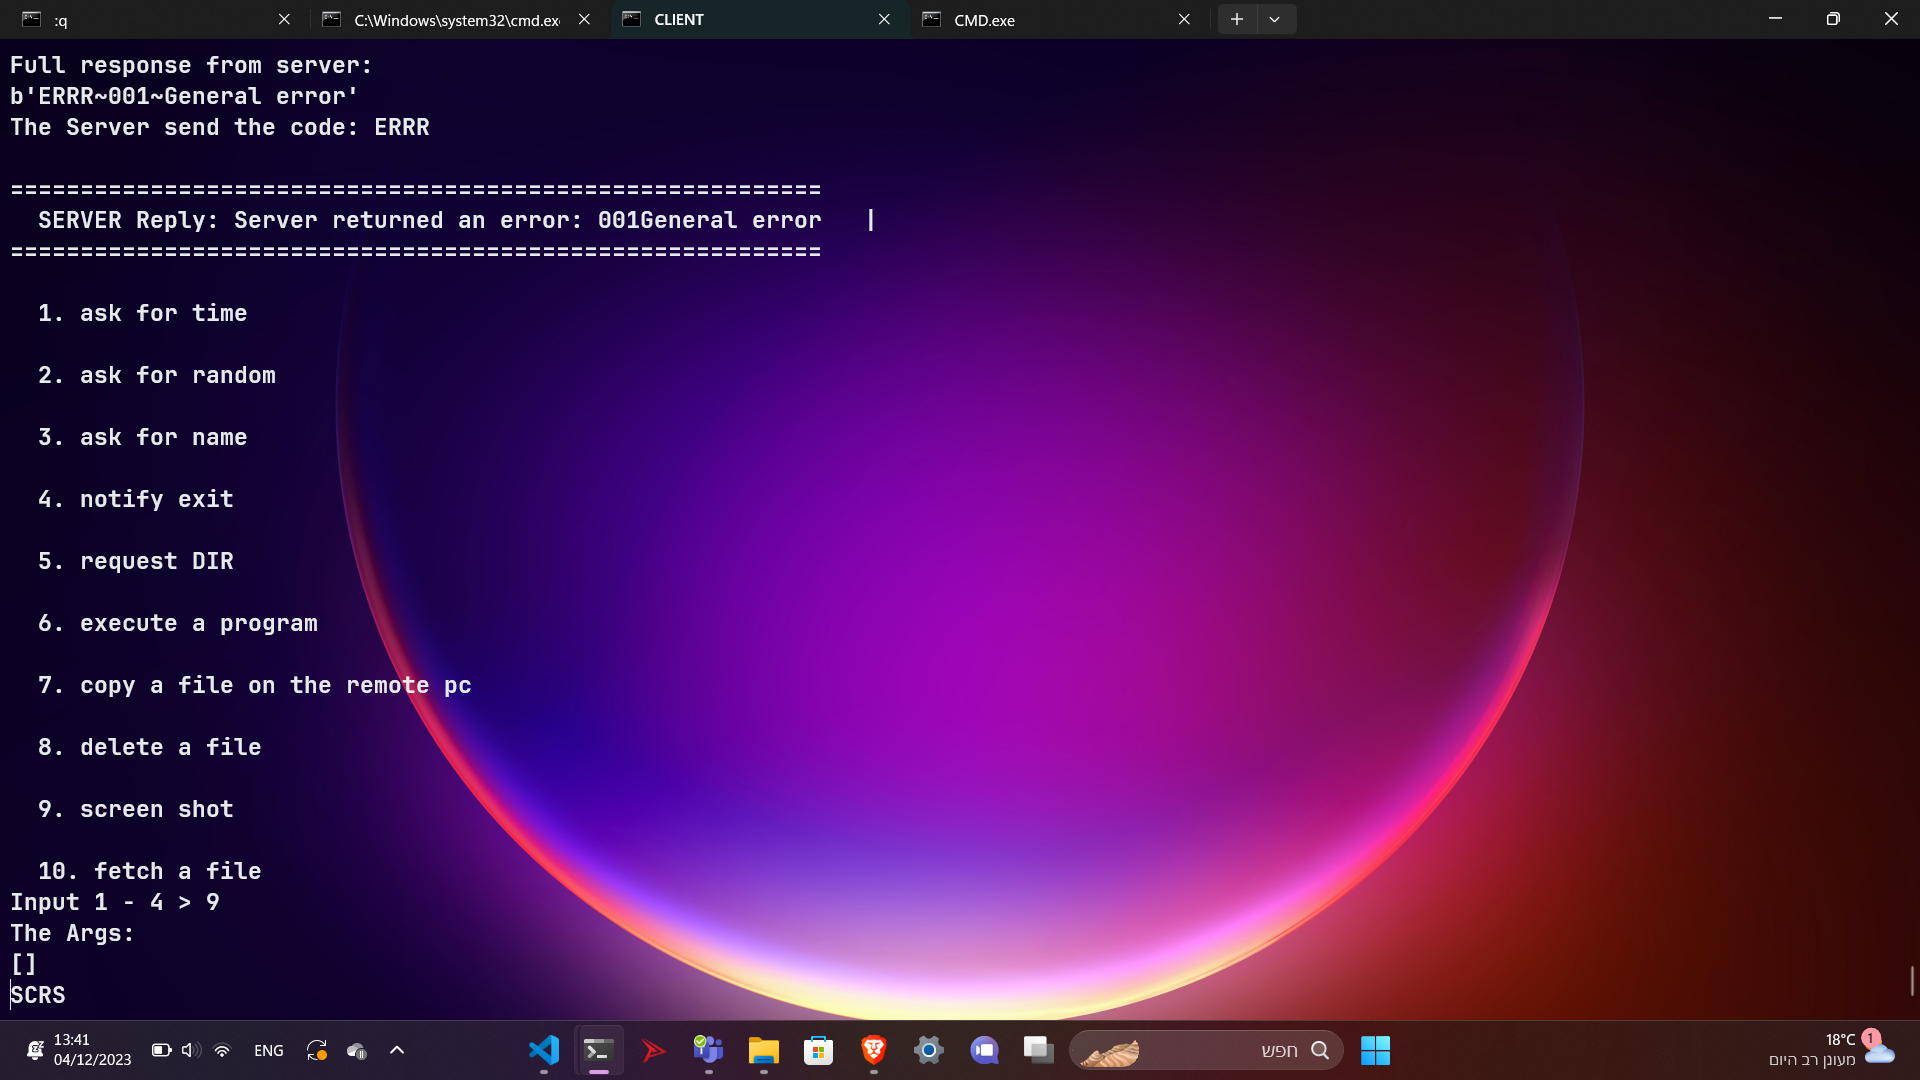 :q
C:\Windows\system32\cmd.ex
CLIENT
CMD.exe
Full response from server:
b'ERRR~001~General error'
The Server send the code: ERRR
==========================================================
SERVER Reply: Server returned an error: 001General error |
==========================================================
1. ask for time
2. ask for random
3. ask for name
4. notify exit
5. request DIR
6. execute a program
7. copy a file on the remote pc
8. delete a file
9. screen shot
10. fetch a file
Input 1 - 4 > 9
The Args:
[]
SCRS
13:41
04/12/2023
ENG
חפש
18°C
1
מעונן רב היום